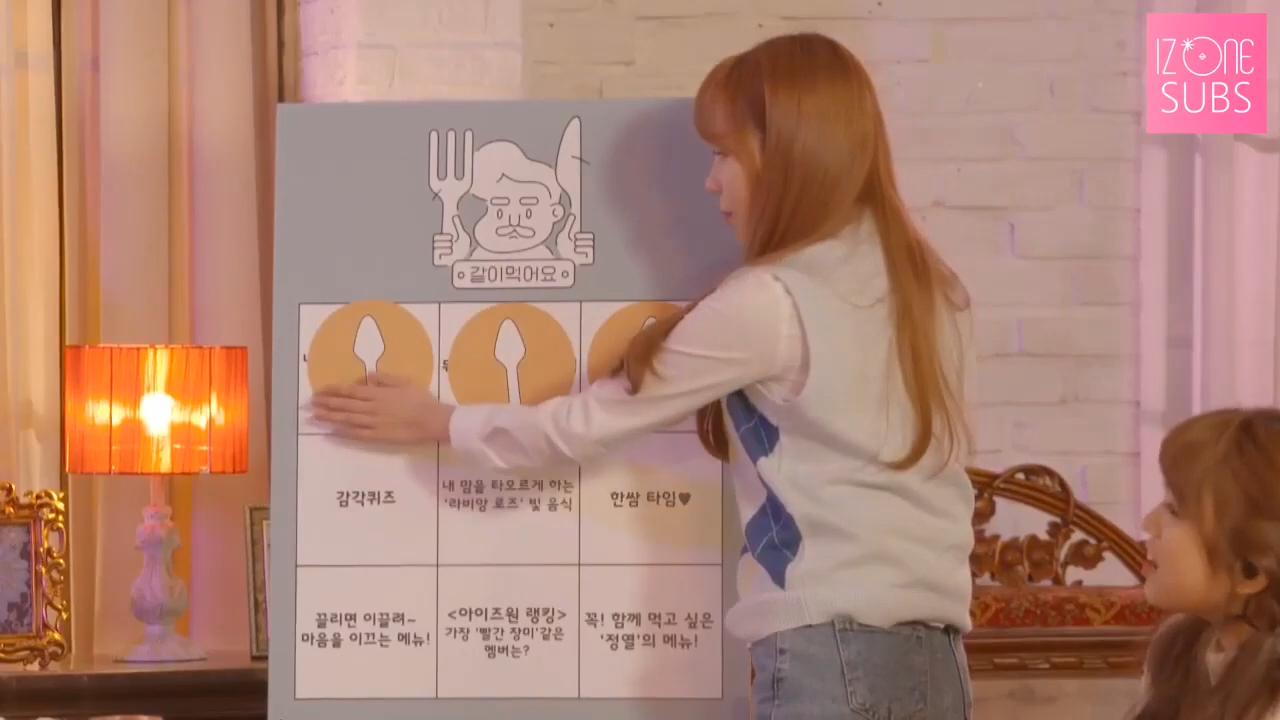 IZ*ONE
SUBS
같이먹어요
감각퀴즈
내 맘을 타오르게 하는
'라비앙 로즈' 빛 음식
한쌈 타임♥
끌리면 이끌려~
마음을 이끄는 메뉴!
<아이즈원 랭킹>
가장 '빨간 장미'같은
멤버는?
꼭! 함께 먹고 싶은
'정열'의 메뉴!